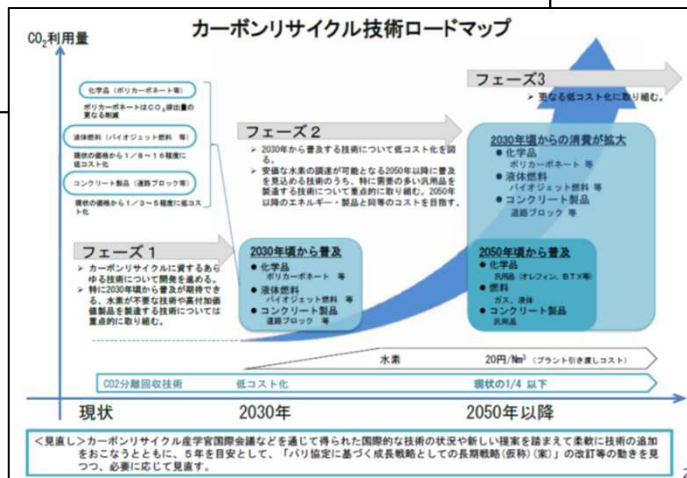 カーボンリサイクル技術ロードマップ
CO₂利用量
化学品（ポリカーボネート等）
ポリカーボネートはCO₂排出量の
更なる削減
液体燃料（バイオジェット燃料 等）
現状の価格から1／8～16程度に
低コスト化
コンクリート製品（道路ブロック等）
現状の価格から1／3～5程度に低コスト
化
フェーズ１
➢ カーボンリサイクルに資するあら
ゆる技術について開発を進める。
➢ 特に2030年頃から普及が期待でき
る、水素が不要な技術や高付加価
値製品を製造する技術については
重点的に取り組む。
フェーズ２
➢ 2030年から普及する技術について低コスト化を図
る。
➢ 安価な水素の調達が可能となる2050年以降に普及
を見込める技術のうち、特に需要の多い汎用品を
製造する技術について重点的に取り組む。2050年
以降のエネルギー・製品と同等のコストを目指す。
2030年頃から普及
● 化学品
ポリカーボネート 等
● 液体燃料
バイオジェット燃料 等
● コンクリート製品
道路ブロック 等
フェーズ3
➢ 更なる低コスト化に取り組む。
2030年頃からの消費が拡大
● 化学品
ポリカーボネート 等
● 液体燃料
バイオジェット燃料 等
● コンクリート製品
道路ブロック 等
2050年頃から普及
● 化学品
汎用品（オレフィン、BTX等）
● 燃料
ガス、液体
● コンクリート製品
汎用品
水素 20円/Nm³（プラント引き渡しコスト）
CO2分離回収技術 低コスト化 現状の1/4 以下
現状 2030年 2050年以降
＜見直し＞カーボンリサイクル産学官国際会議などを通じて得られた国際的な技術の状況や新しい提案を踏まえて柔軟に技術の追加
をおこなうとともに、５年を目安として、「パリ協定に基づく成長戦略としての長期戦略(仮称)(案)」の改訂等の動きを見
つつ、必要に応じて見直す。
2